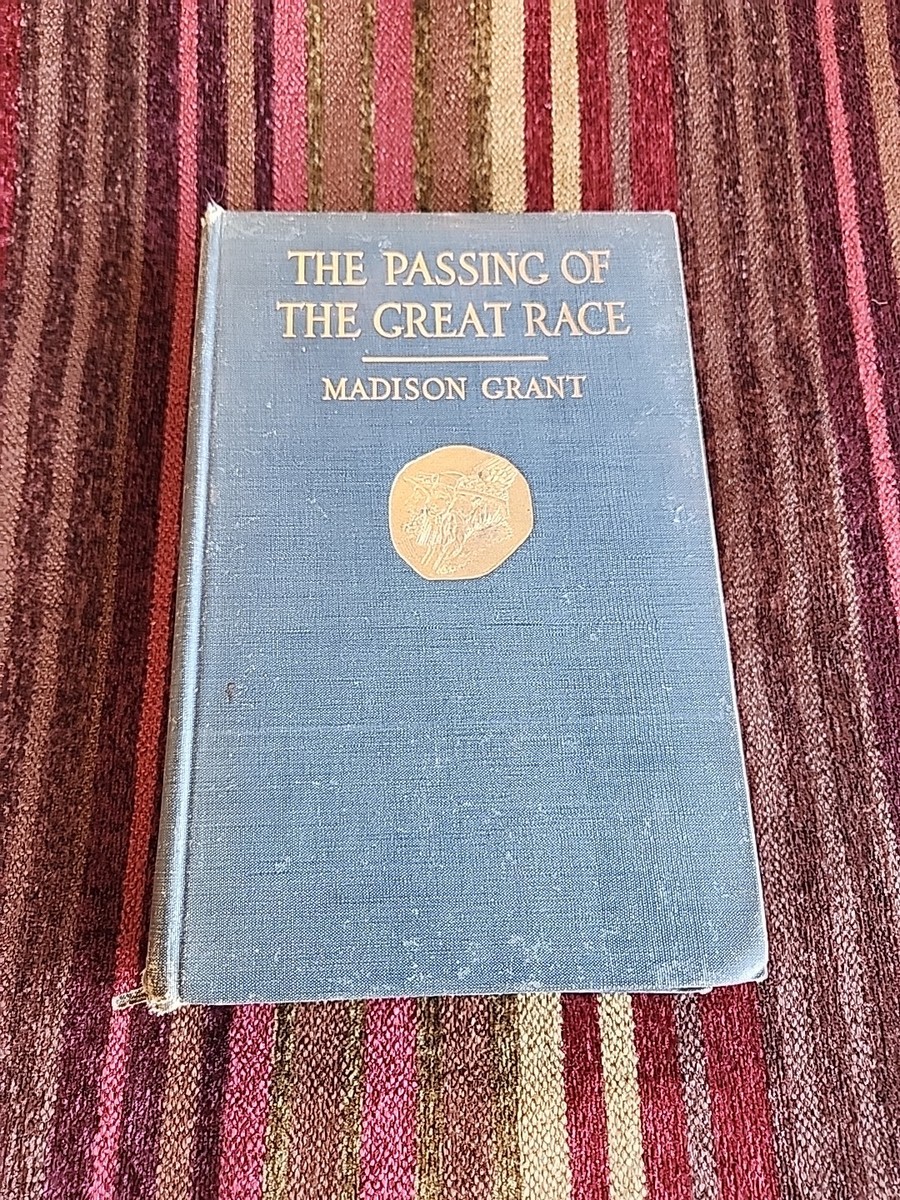 THE PASSING OF
THE GREAT RACE
MADISON GRANT